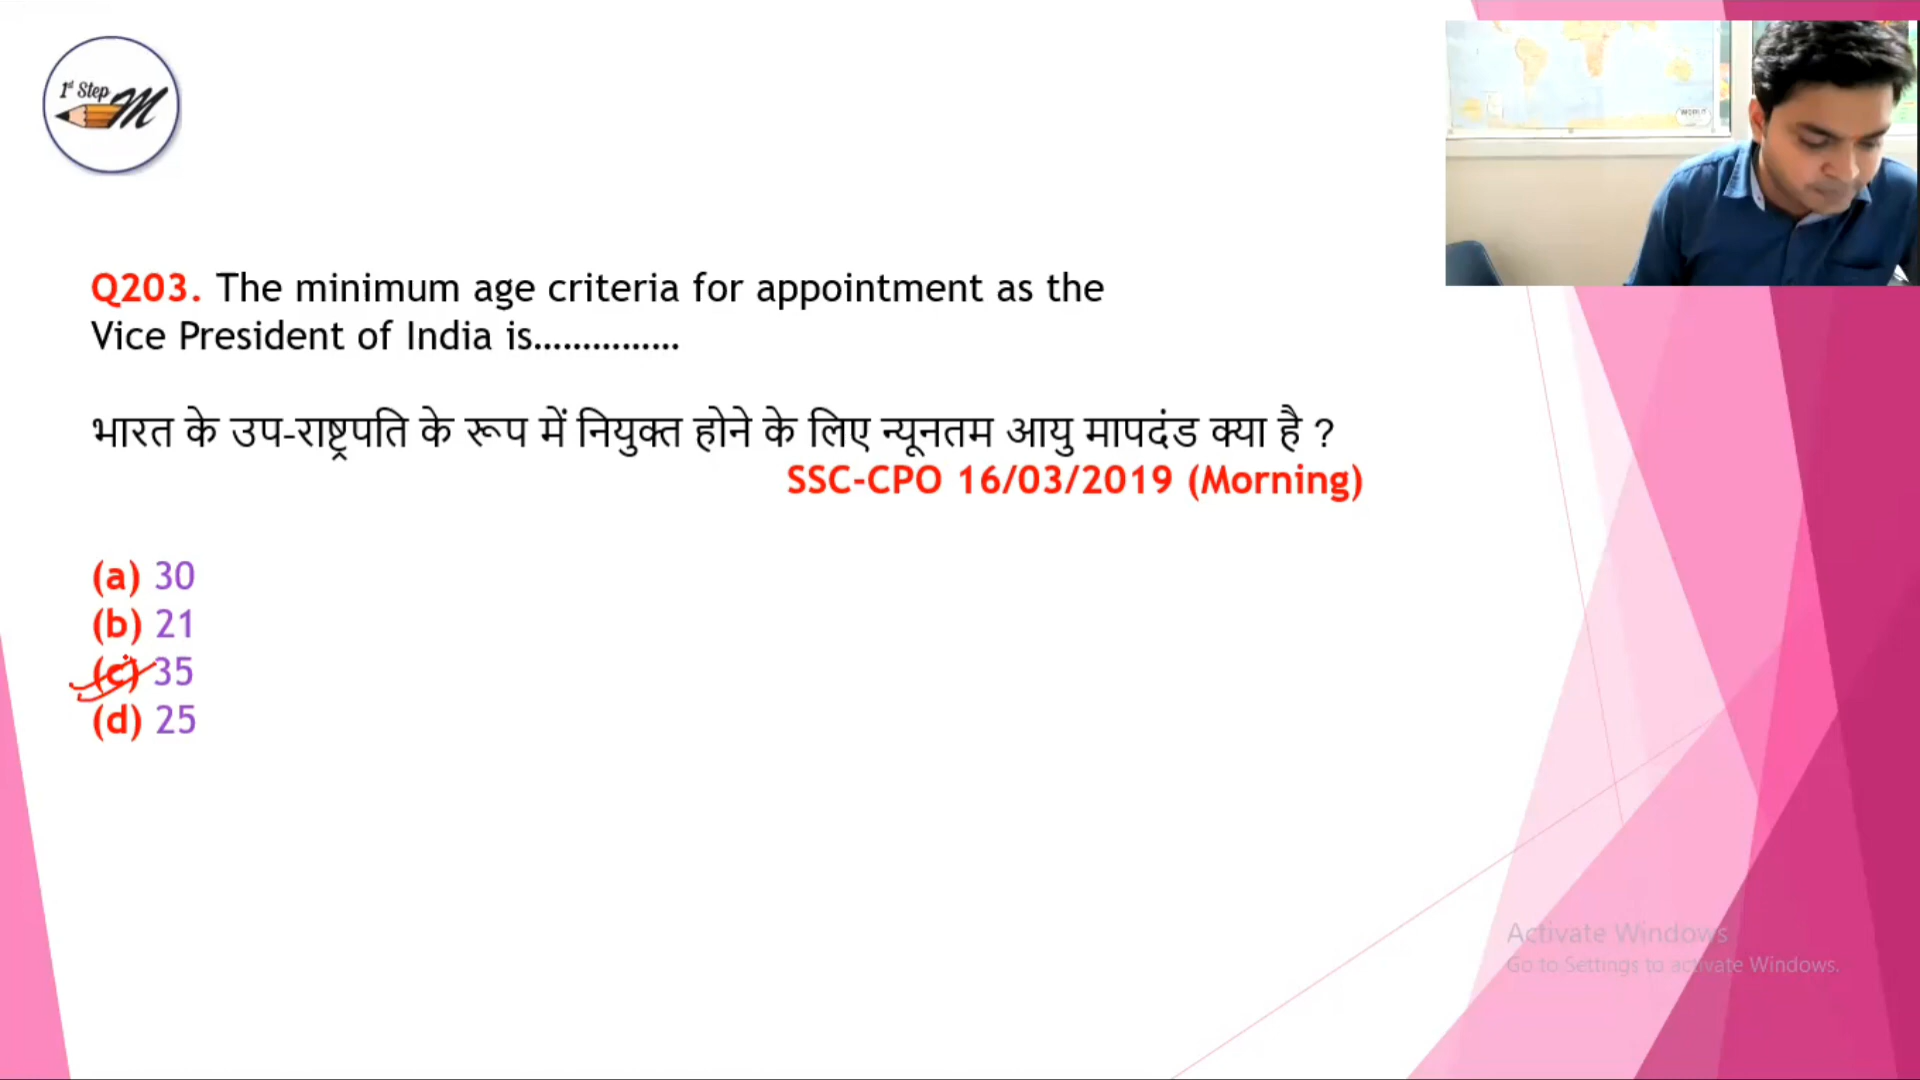 1st Step
M
WORLD
Q203. The minimum age criteria for appointment as the
Vice President of India is...............
भारत के उप-राष्ट्रपति के रूप में नियुक्त होने के लिए न्यूनतम आयु मापदंड क्या है ?
SSC-CPO 16/03/2019 (Morning)
(a) 30
(b) 21
(c) 35
(d) 25
Activate Windows
Go to Settings to activate Windows.